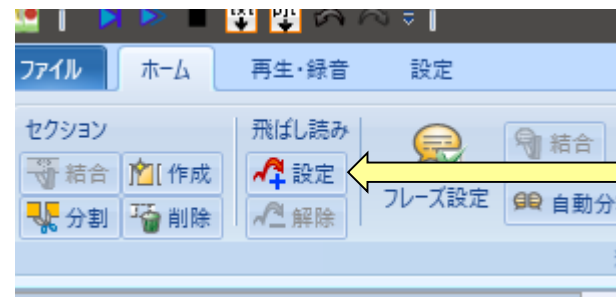 txt prj
ファイル ホーム 再生・録音 設定
セクション 飛ばし読み
結合 作成 設定 結合
フレーズ設定
分割 削除 解除 自動分